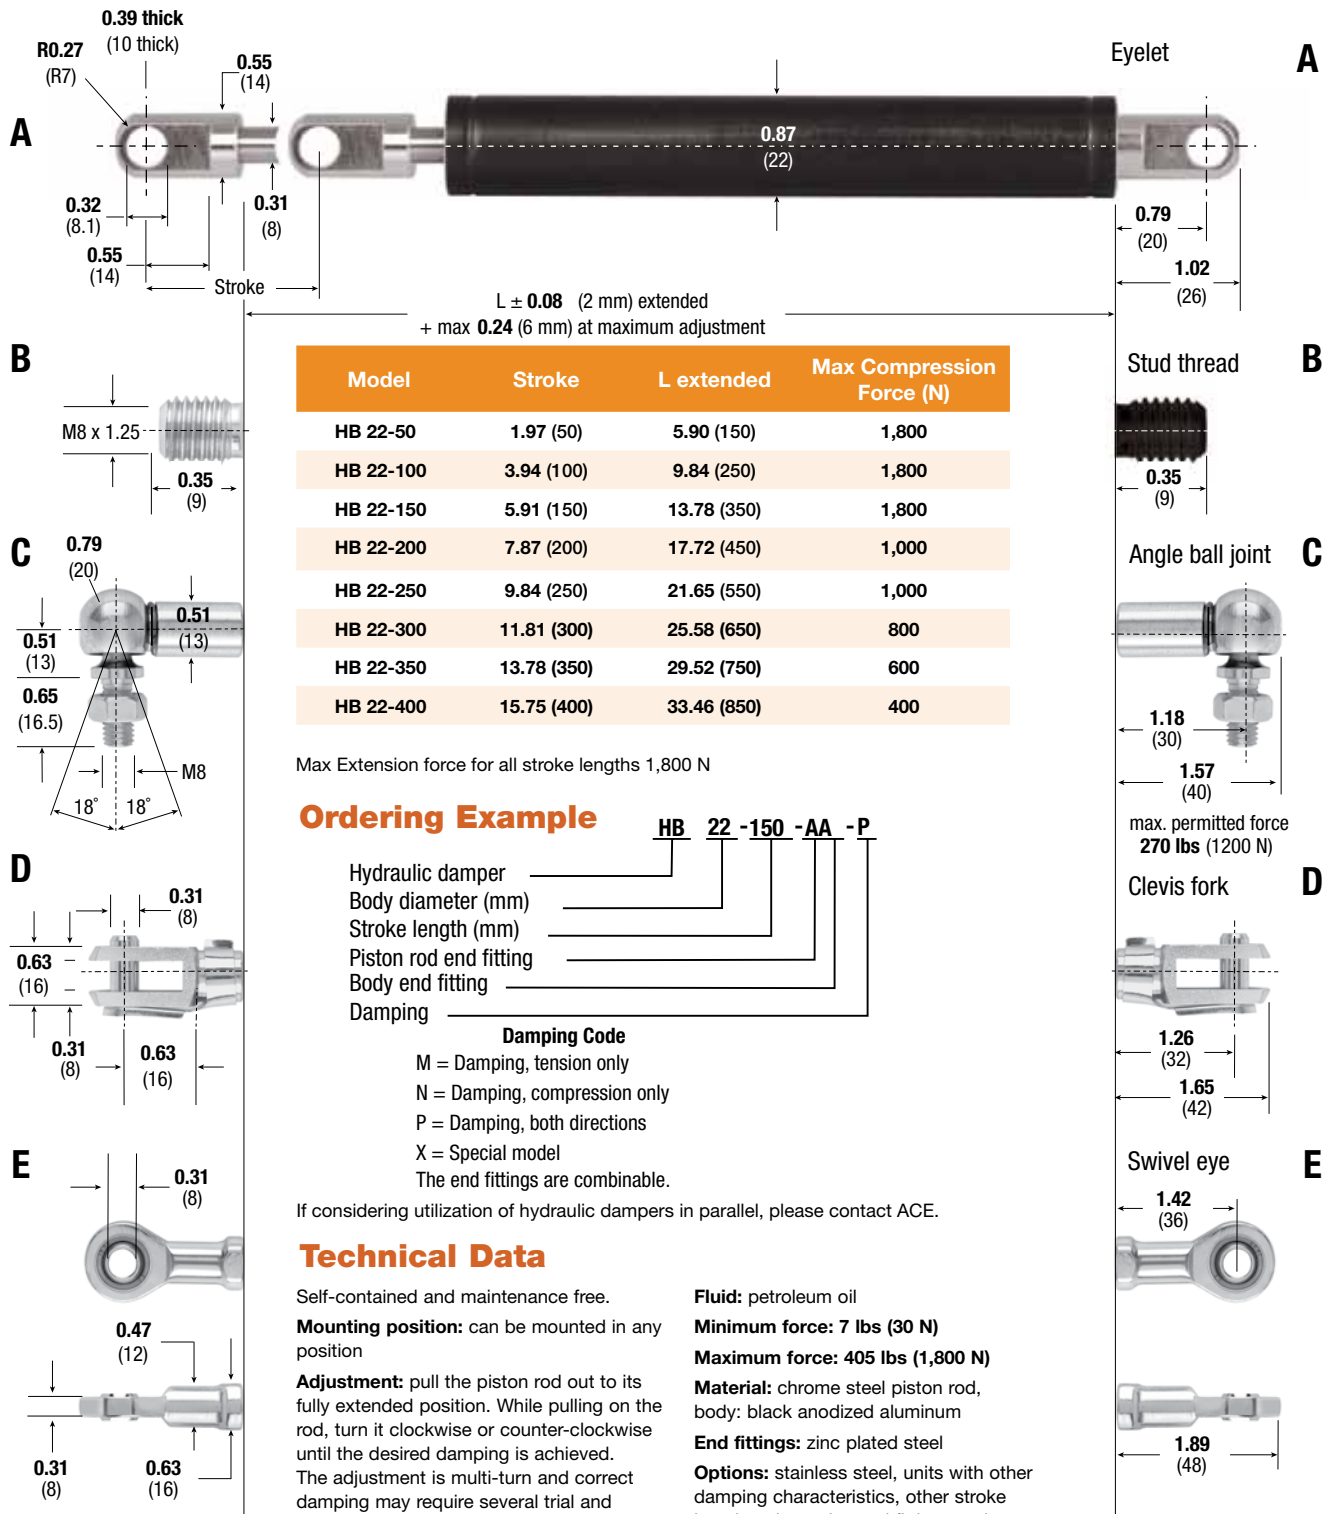 0.39 thick
(10 thick)
R0.27
(R7)
0.55
(14)
Eyelet
A
A
0.87
(22)
0.32
(8.1)
0.31
(8)
0.55
(14)
Stroke
0.79
(20)
1.02
(26)
L ± 0.08 (2 mm) extended
+ max 0.24 (6 mm) at maximum adjustment
B
Stud thread
B
M8 x 1.25
0.35
(9)
0.35
(9)
Model Stroke L extended Max Compression Force (N)
HB 22-50 1.97 (50) 5.90 (150) 1,800
HB 22-100 3.94 (100) 9.84 (250) 1,800
HB 22-150 5.91 (150) 13.78 (350) 1,800
HB 22-200 7.87 (200) 17.72 (450) 1,000
HB 22-250 9.84 (250) 21.65 (550) 1,000
HB 22-300 11.81 (300) 25.58 (650) 800
HB 22-350 13.78 (350) 29.52 (750) 600
HB 22-400 15.75 (400) 33.46 (850) 400
Max Extension force for all stroke lengths 1,800 N
C
0.79
(20)
0.51
(13)
0.51
(13)
0.65
(16.5)
M8
18°
18°
Angle ball joint
C
1.18
(30)
1.57
(40)
max. permitted force
270 lbs (1200 N)
Ordering Example
HB 22 -150 -AA -P
Hydraulic damper
Body diameter (mm)
Stroke length (mm)
Piston rod end fitting
Body end fitting
Damping
Damping Code
M = Damping, tension only
N = Damping, compression only
P = Damping, both directions
X = Special model
The end fittings are combinable.
If considering utilization of hydraulic dampers in parallel, please contact ACE.
D
0.31
(8)
0.63
(16)
0.31
(8)
0.63
(16)
Clevis fork
D
1.26
(32)
1.65
(42)
E
0.31
(8)
0.47
(12)
0.31
(8)
0.63
(16)
Swivel eye
E
1.42
(36)
1.89
(48)
Technical Data
Self-contained and maintenance free.
Mounting position: can be mounted in any
position
Adjustment: pull the piston rod out to its
fully extended position. While pulling on the
rod, turn it clockwise or counter-clockwise
until the desired damping is achieved.
The adjustment is multi-turn and correct
damping may require several trial and
Fluid: petroleum oil
Minimum force: 7 lbs (30 N)
Maximum force: 405 lbs (1,800 N)
Material: chrome steel piston rod,
body: black anodized aluminum
End fittings: zinc plated steel
Options: stainless steel, units with other
damping characteristics, other stroke